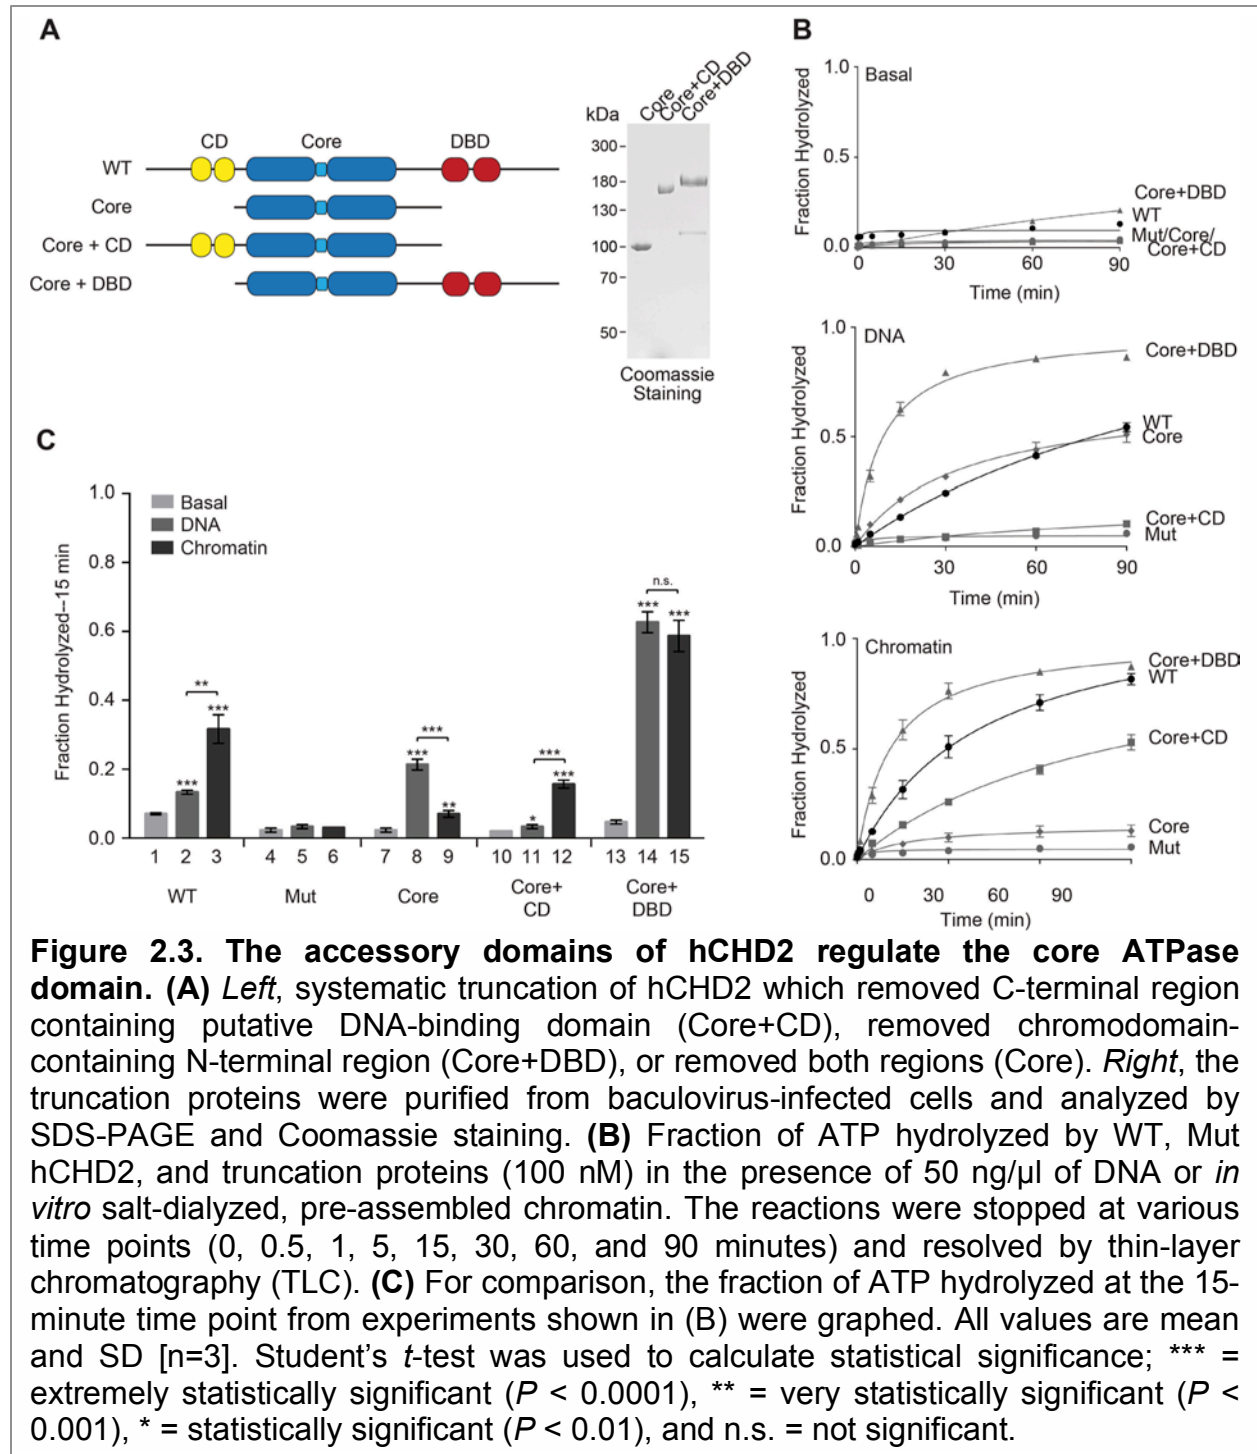 A
CD Core DBD
WT
Core
Core + CD
Core + DBD
kDa Core Core+CD Core+DBD
300
180
130
100
70
50
Coomassie
Staining
B
Fraction Hydrolyzed
1.0
0.5
0.0
Basal
Core+DBD
WT
Mut/Core/
Core+CD
0 30 60 90
Time (min)
Fraction Hydrolyzed
1.0
0.5
0.0
DNA
Core+DBD
WT
Core
Core+CD
Mut
0 30 60 90
Time (min)
Fraction Hydrolyzed
1.0
0.5
0.0
Chromatin
Core+DBD
WT
Core+CD
Core
Mut
0 30 60 90
Time (min)
C
Fraction Hydrolyzed--15 min
1.0
0.8
0.6
0.4
0.2
0.0
Basal
DNA
Chromatin
***
**
***
***
***
**
*
***
***
***
n.s.
***
1 2 3 4 5 6 7 8 9 10 11 12 13 14 15
WT Mut Core Core+ Core+
CD DBD
Figure 2.3. The accessory domains of hCHD2 regulate the core ATPase
domain. (A) Left, systematic truncation of hCHD2 which removed C-terminal region
containing putative DNA-binding domain (Core+CD), removed chromodomain-
containing N-terminal region (Core+DBD), or removed both regions (Core). Right, the
truncation proteins were purified from baculovirus-infected cells and analyzed by
SDS-PAGE and Coomassie staining. (B) Fraction of ATP hydrolyzed by WT, Mut
hCHD2, and truncation proteins (100 nM) in the presence of 50 ng/µl of DNA or in
vitro salt-dialyzed, pre-assembled chromatin. The reactions were stopped at various
time points (0, 0.5, 1, 5, 15, 30, 60, and 90 minutes) and resolved by thin-layer
chromatography (TLC). (C) For comparison, the fraction of ATP hydrolyzed at the 15-
minute time point from experiments shown in (B) were graphed. All values are mean
and SD [n=3]. Student's t-test was used to calculate statistical significance; *** =
extremely statistically significant (P < 0.0001), ** = very statistically significant (P <
0.001), * = statistically significant (P < 0.01), and n.s. = not significant.